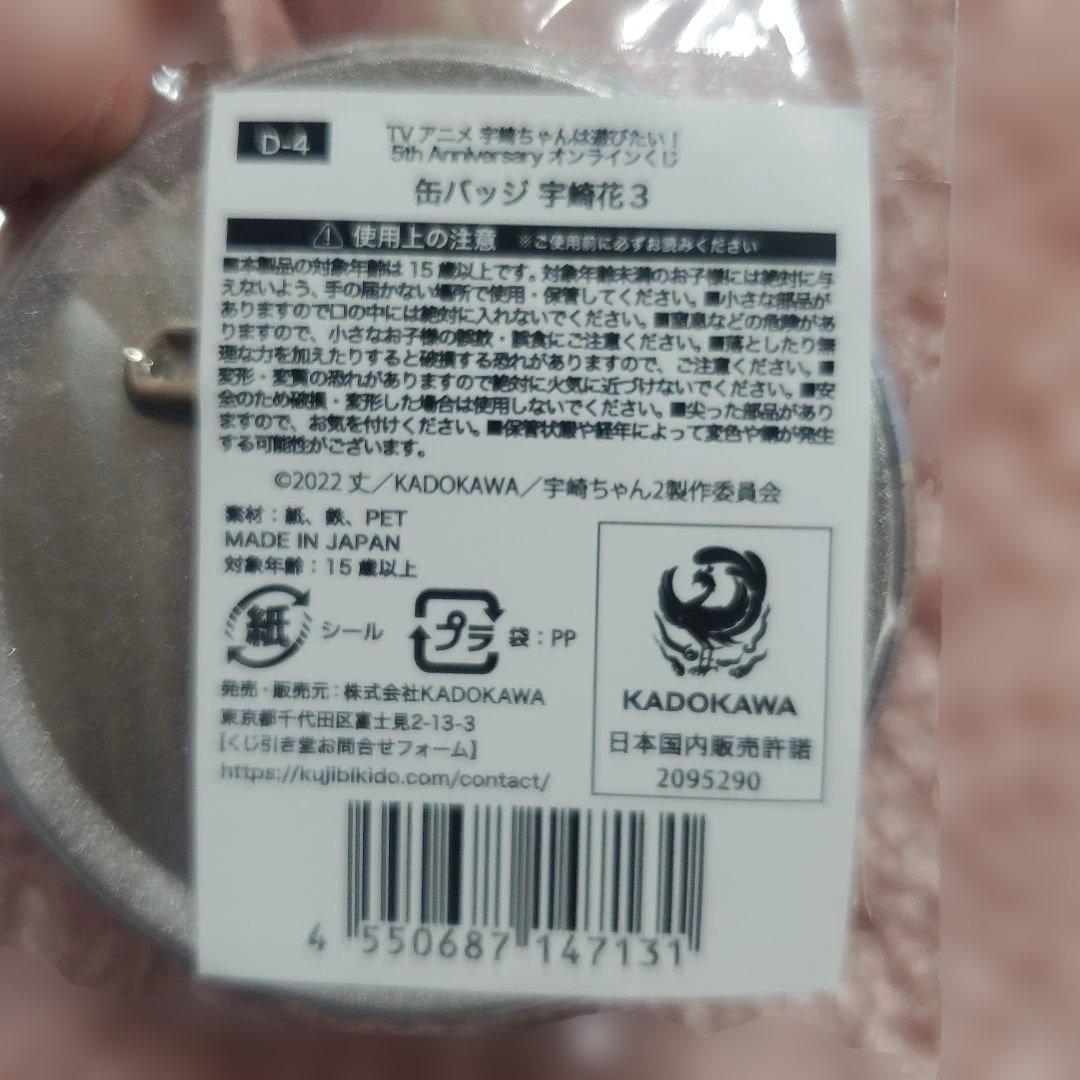 D-4
TVアニメ 宇崎ちゃんは遊びたい!
5th Anniversary オンラインくじ
缶バッジ 宇崎花3
使用上の注意 ※ご使用前に必ずお読みください
■本製品の対象年齢は15歳以上です。対象年齢未満のお子様には絶対に与
えないよう、手の届かない場所で使用・保管してください。■小さな部品が
ありますので口の中には絶対に入れないでください。■窒息などの危険があ
りますので、小さなお子様の誤飲・誤食にご注意ください。■落としたり無
理な力を加えたりすると破損する恐れがありますので、ご注意ください。■
変形・変質の恐れがありますので絶対に火気に近づけないでください。■安
全のため破損・変形した場合は使用しないでください。■尖った部品があり
ますので、お気を付けください。■保管状態や経年によって変色や錆が発生
する可能性がございます。
©2022 丈/KADOKAWA/宇崎ちゃん2製作委員会
素材:紙、鉄、PET
MADE IN JAPAN
対象年齢:15歳以上
紙 シール プラ 袋:PP
発売・販売元:株式会社KADOKAWA
東京都千代田区富士見2-13-3
【くじ引き堂お問合せフォーム】
https://kujibikido.com/contact/
KADOKAWA
日本国内販売許諾
2095290
4 550687 147131